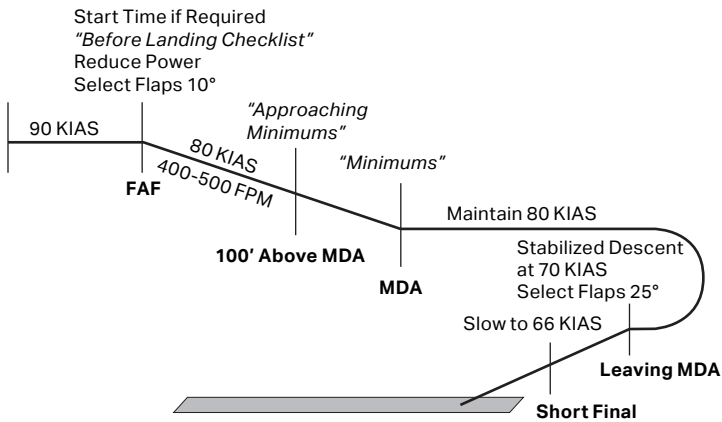 Start Time if Required
“Before Landing Checklist”
Reduce Power
Select Flaps 10°
90 KIAS
FAF
80 KIAS
400-500 FPM
“Approaching
Minimums”
100’ Above MDA
“Minimums”
MDA
Maintain 80 KIAS
Stabilized Descent
at 70 KIAS
Select Flaps 25°
Leaving MDA
Slow to 66 KIAS
Short Final